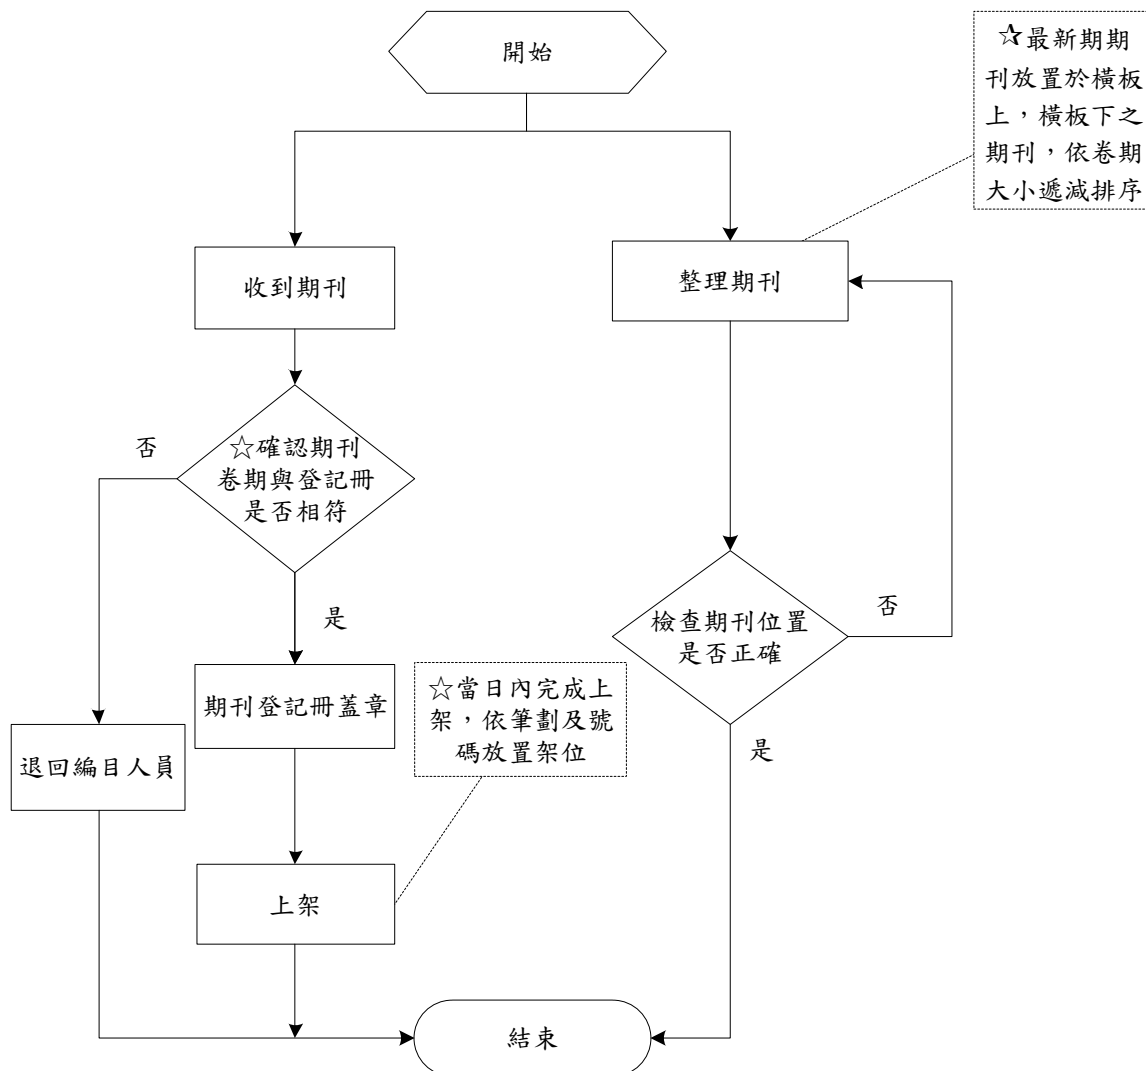 開始
☆最新期期
刊放置於橫板
上，橫板下之
期刊，依卷期
大小遞減排序
收到期刊
整理期刊
否
☆確認期刊
卷期與登記冊
是否相符
是
檢查期刊位置
是否正確
否
期刊登記冊蓋章
☆當日內完成上
架，依筆劃及號
碼放置架位
退回編目人員
是
上架
結束